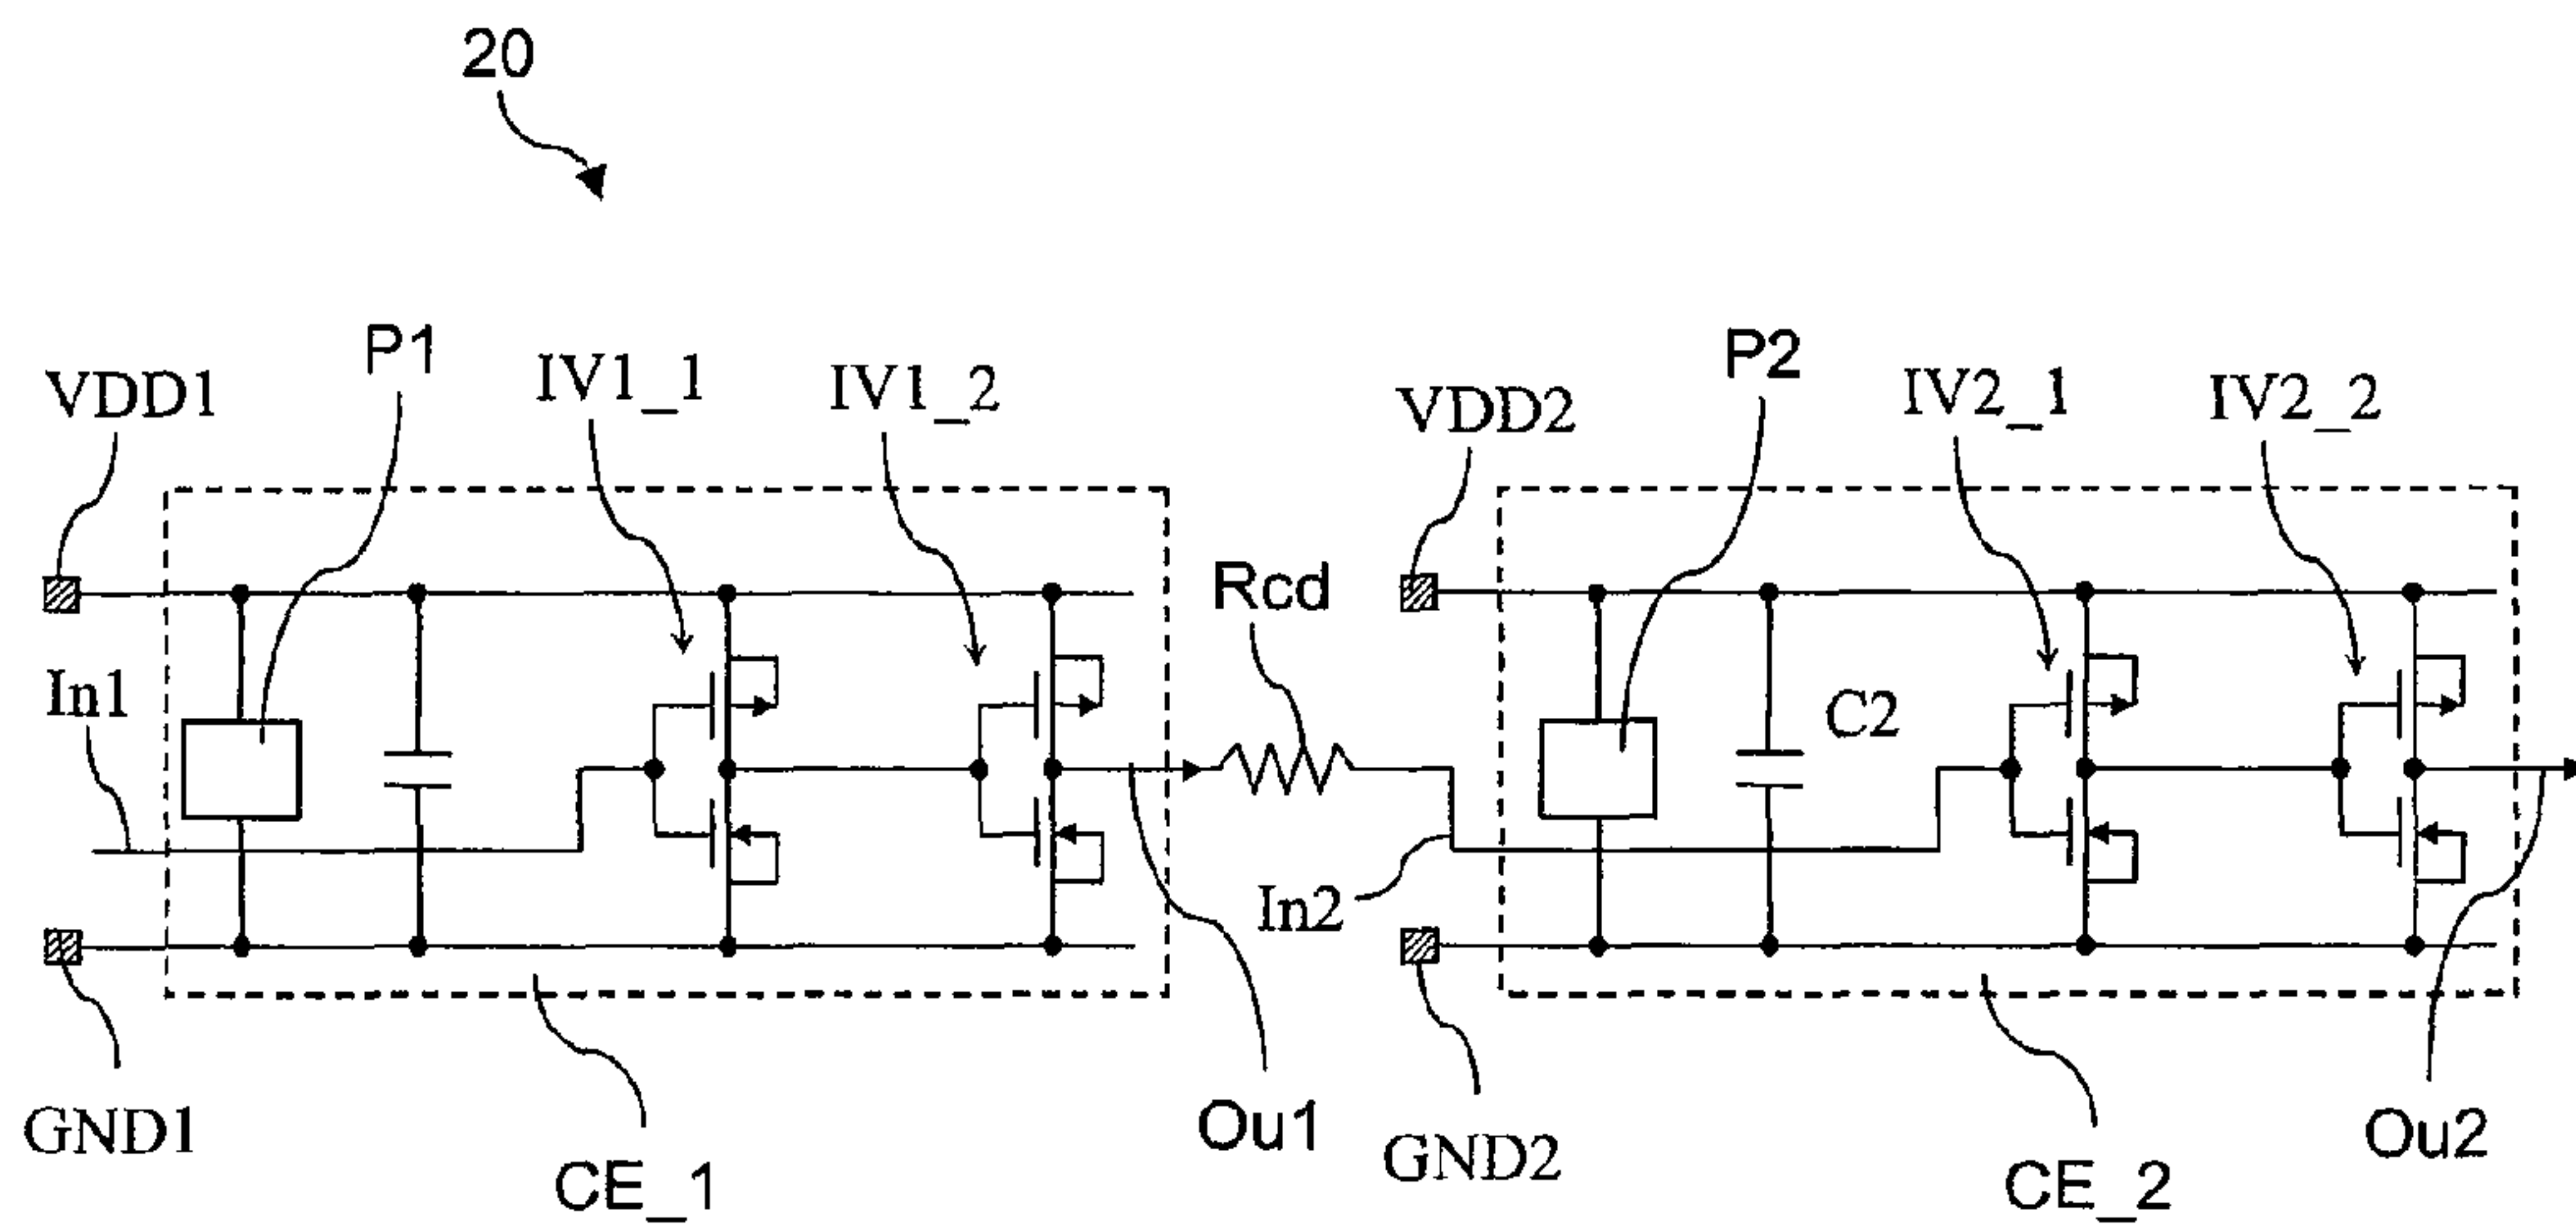 20
P1
IV1_1
IV1_2
P2
IV2_1
IV2_2
VDD1
VDD2
Rcd
In1
C2
In2
GND1
Ou1
GND2
Ou2
CE_1
CE_2